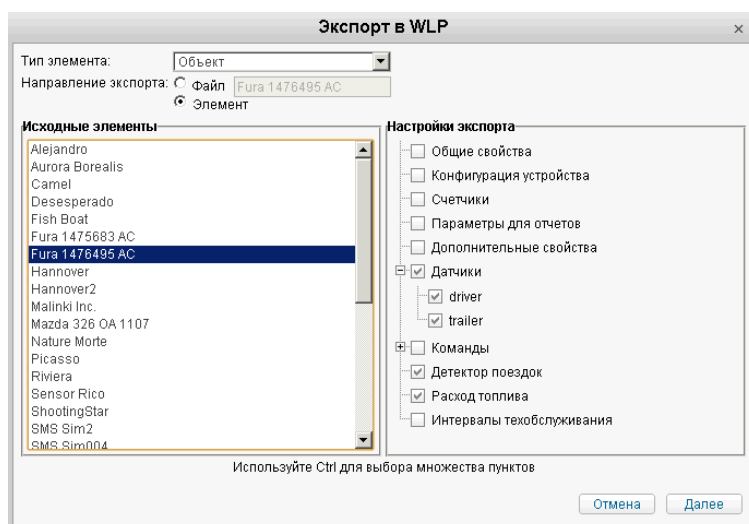 Экспорт в WLP
Тип элемента: Объект
Направление экспорта: Файл Fura 1476495 AC
Элемент
Исходные элементы
Alejandro
Aurora Borealis
Camel
Desesperado
Fish Boat
Fura 1475683 AC
Fura 1476495 AC
Hannover
Hannover2
Malinki Inc.
Mazda 326 OA 1107
Nature Morte
Picasso
Riviera
Sensor Rico
ShootingStar
SMS Sim2
SMS Sim004
Настройки экспорта
Общие свойства
Конфигурация устройства
Счетчики
Параметры для отчетов
Дополнительные свойства
Датчики
driver
trailer
Команды
Детектор поездок
Расход топлива
Интервалы техобслуживания
Используйте Ctrl для выбора множества пунктов
Отмена Далее